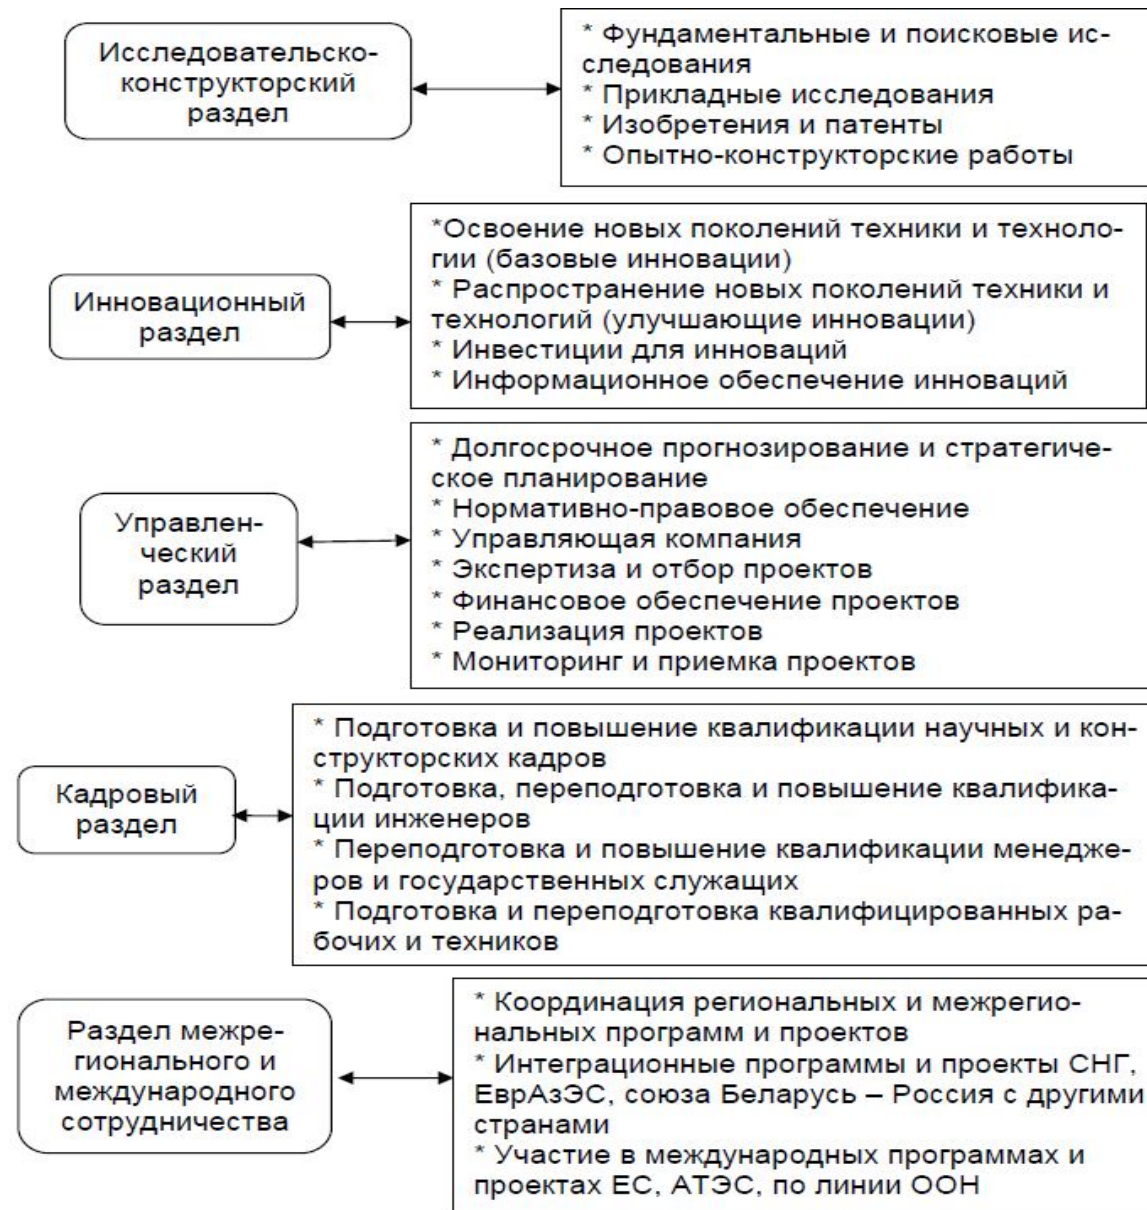 Исследовательско-
конструкторский
раздел
* Фундаментальные и поисковые ис-
следования
* Прикладные исследования
* Изобретения и патенты
* Опытно-конструкторские работы
Инновационный
раздел
*Освоение новых поколений техники и техноло-
гии (базовые инновации)
* Распространение новых поколений техники и
технологий (улучшающие инновации)
* Инвестиции для инноваций
* Информационное обеспечение инноваций
Управлен-
ческий
раздел
* Долгосрочное прогнозирование и стратегиче-
ское планирование
* Нормативно-правовое обеспечение
* Управляющая компания
* Экспертиза и отбор проектов
* Финансовое обеспечение проектов
* Реализация проектов
* Мониторинг и приемка проектов
Кадровый
раздел
* Подготовка и повышение квалификации научных и кон-
структорских кадров
* Подготовка, переподготовка и повышение квалифика-
ции инженеров
* Переподготовка и повышение квалификации менедже-
ров и государственных служащих
* Подготовка и переподготовка квалифицированных ра-
бочих и техников
Раздел межре-
гионального и
международного
сотрудничества
* Координация региональных и межрегио-
нальных программ и проектов
* Интеграционные программы и проекты СНГ,
ЕврАзЭС, союза Беларусь – Россия с другими
странами
* Участие в международных программах и
проектах ЕС, АТЭС, по линии ООН